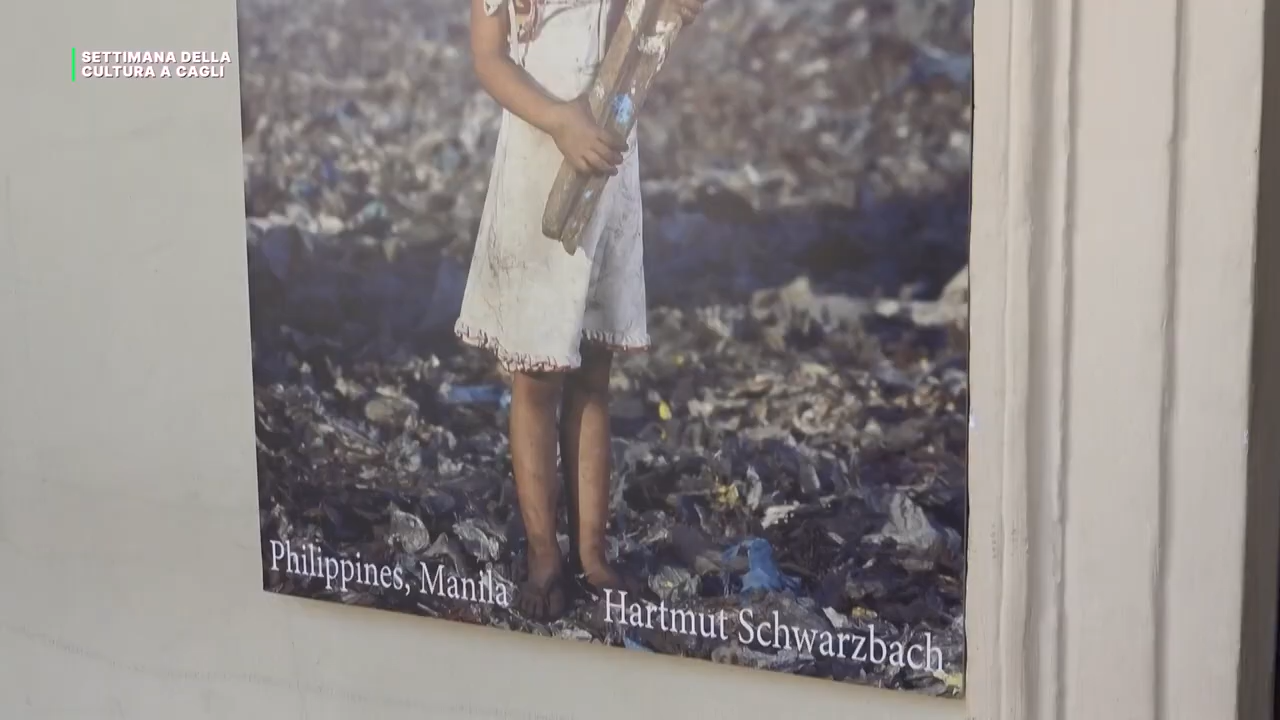 SETTIMANA DELLA
CULTURA A CAGLI
Philippines, Manila
Hartmut Schwarzbach